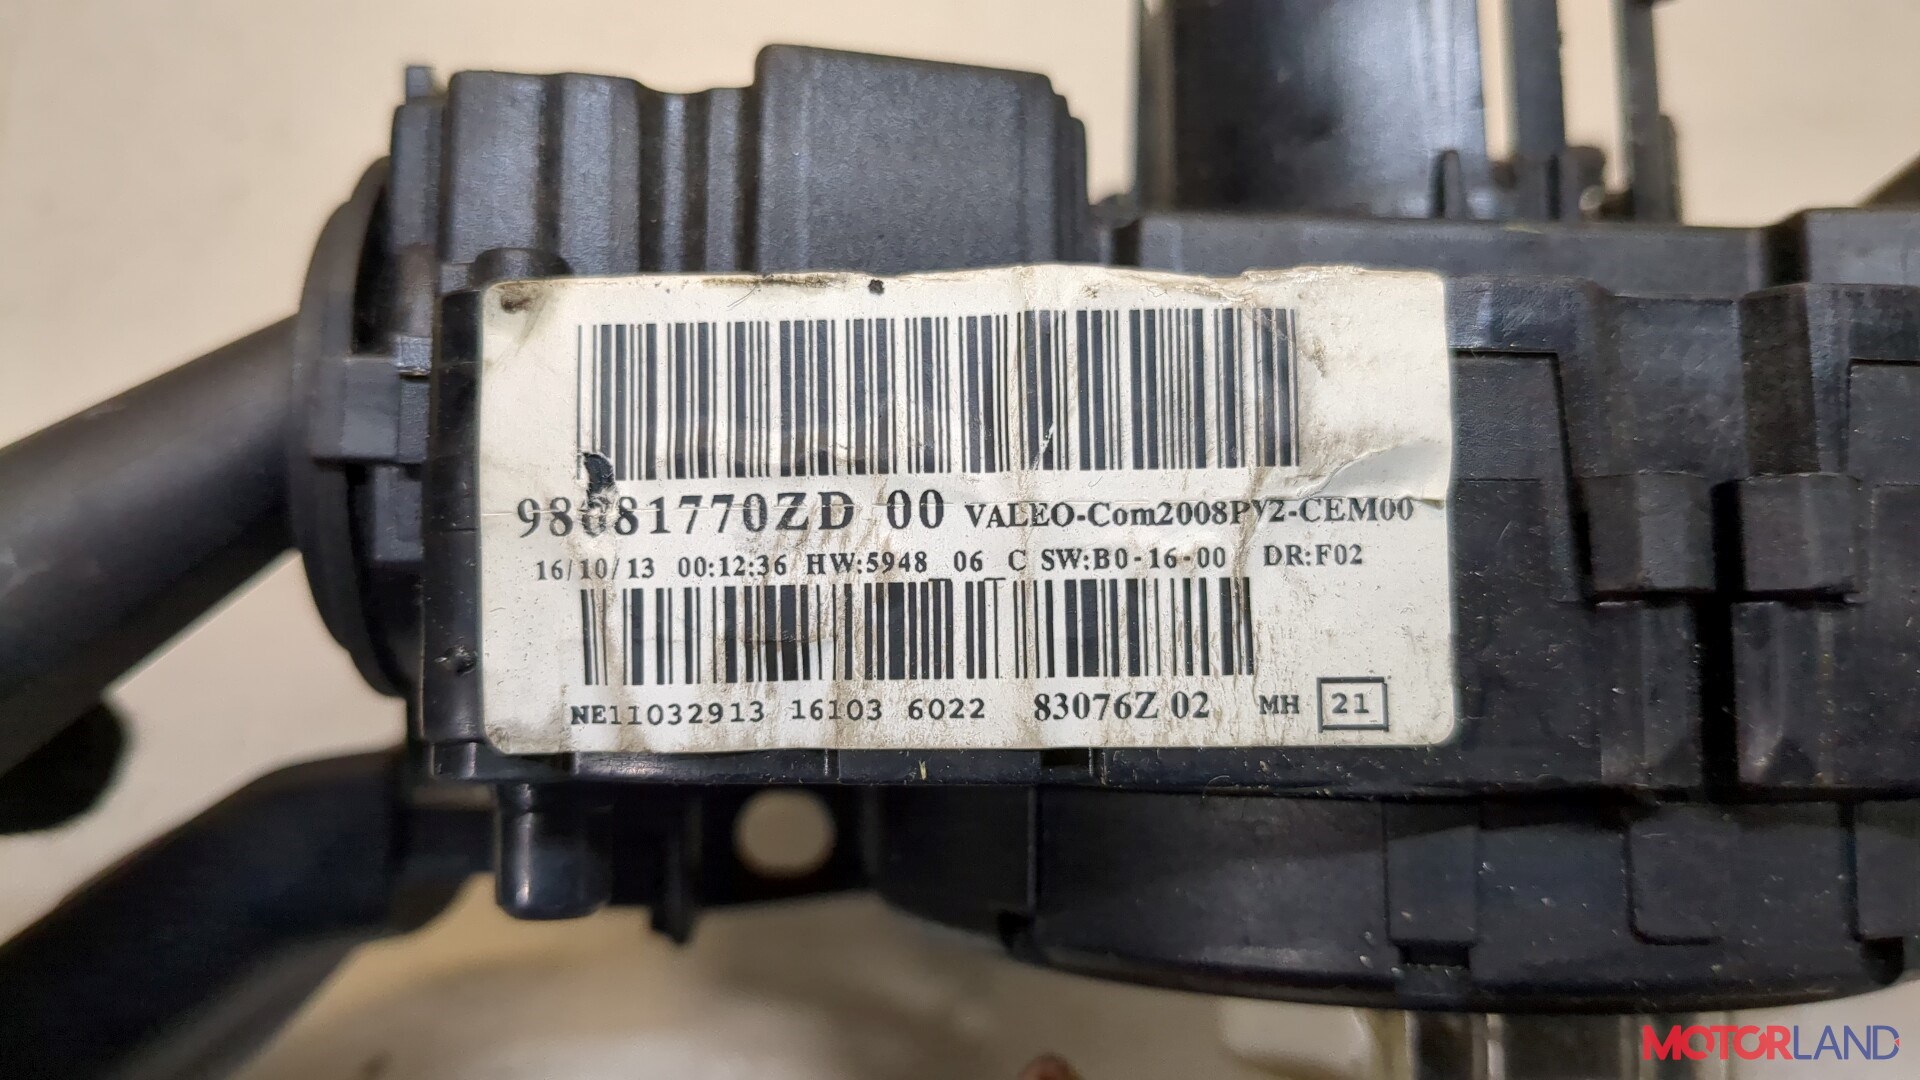 98081770ZD 00 VALEO-Com2008PV2-CEM00
16/10/13 00:12:36 HW:5948 06 C SW:B0-16-00 DR:F02
NE11032913 16103 6022 83076Z 02 MH 21
MOTORLAND